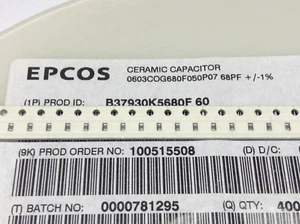 EPCOS
CERAMIC CAPACITOR
0603COG680F050P07 68PF +/-1%
(1P) PROD ID: B37930K5680F 60
(9K) PROD ORDER NO: 100515508
(D) D/C:
(T) BATCH NO: 0000781295
(Q) QTY: 400